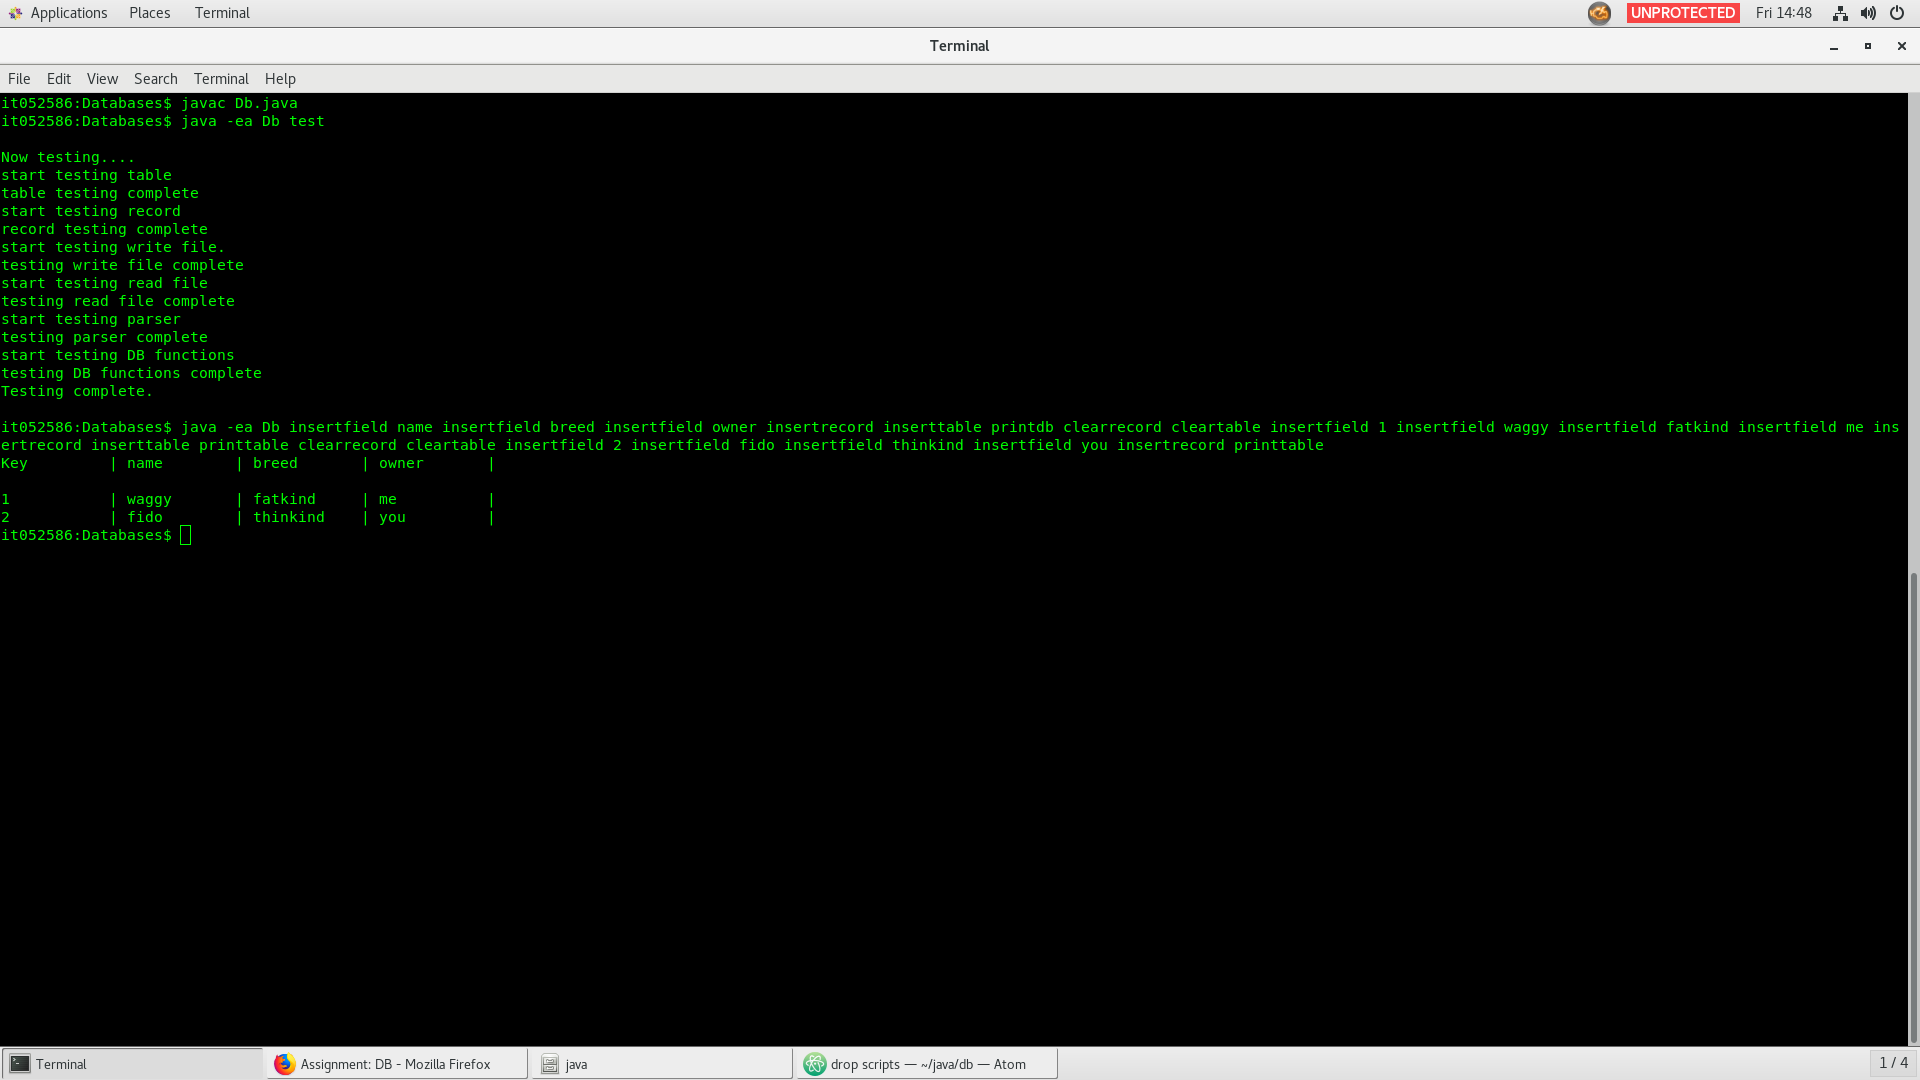 Applications Places Terminal UNPROTECTED Fri 14:48
Terminal
File Edit View Search Terminal Help
it052586:Databases$ javac Db.java
it052586:Databases$ java -ea Db test
Now testing....
start testing table
table testing complete
start testing record
record testing complete
start testing write file.
testing write file complete
start testing read file
testing read file complete
start testing parser
testing parser complete
start testing DB functions
testing DB functions complete
Testing complete.
it052586:Databases$ java -ea Db insertfield name insertfield breed insertfield owner insertrecord inserttable printdb clearrecord cleartable insertfield 1 insertfield waggy insertfield fatkind insertfield me ins
ertrecord inserttable printtable clearrecord cleartable insertfield 2 insertfield fido insertfield thinkind insertfield you insertrecord printtable
Key | name | breed | owner |
1 | waggy | fatkind | me |
2 | fido | thinkind | you |
it052586:Databases$
Terminal Assignment: DB - Mozilla Firefox java drop scripts — ~/java/db — Atom 1 / 4